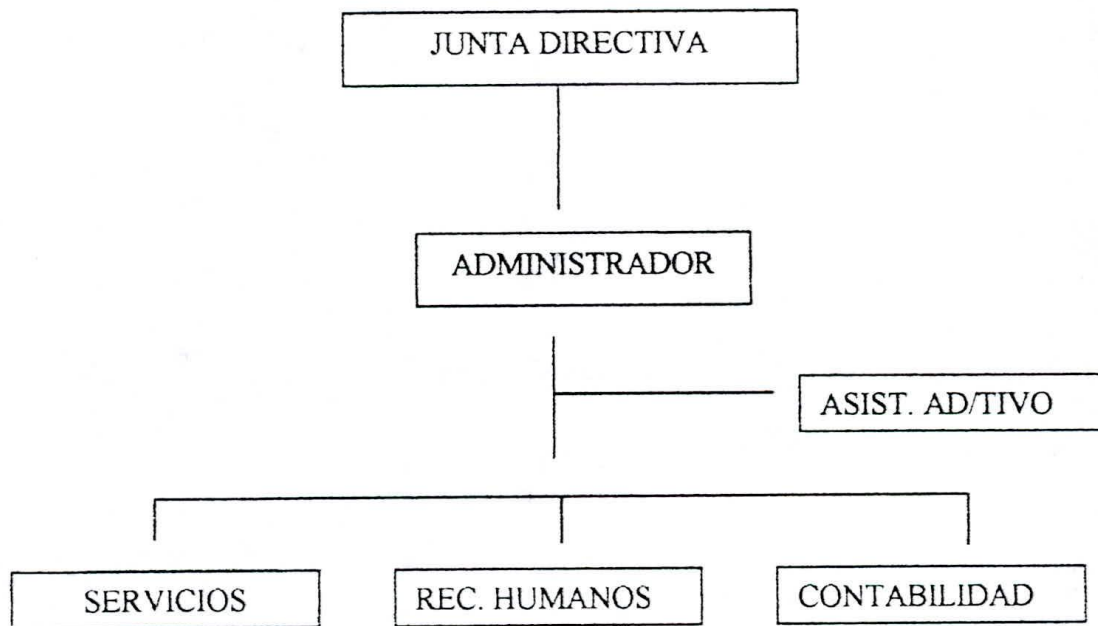 JUNTA DIRECTIVA
ADMINISTRADOR
ASIST. AD/TIVO
SERVICIOS
REC. HUMANOS
CONTABILIDAD